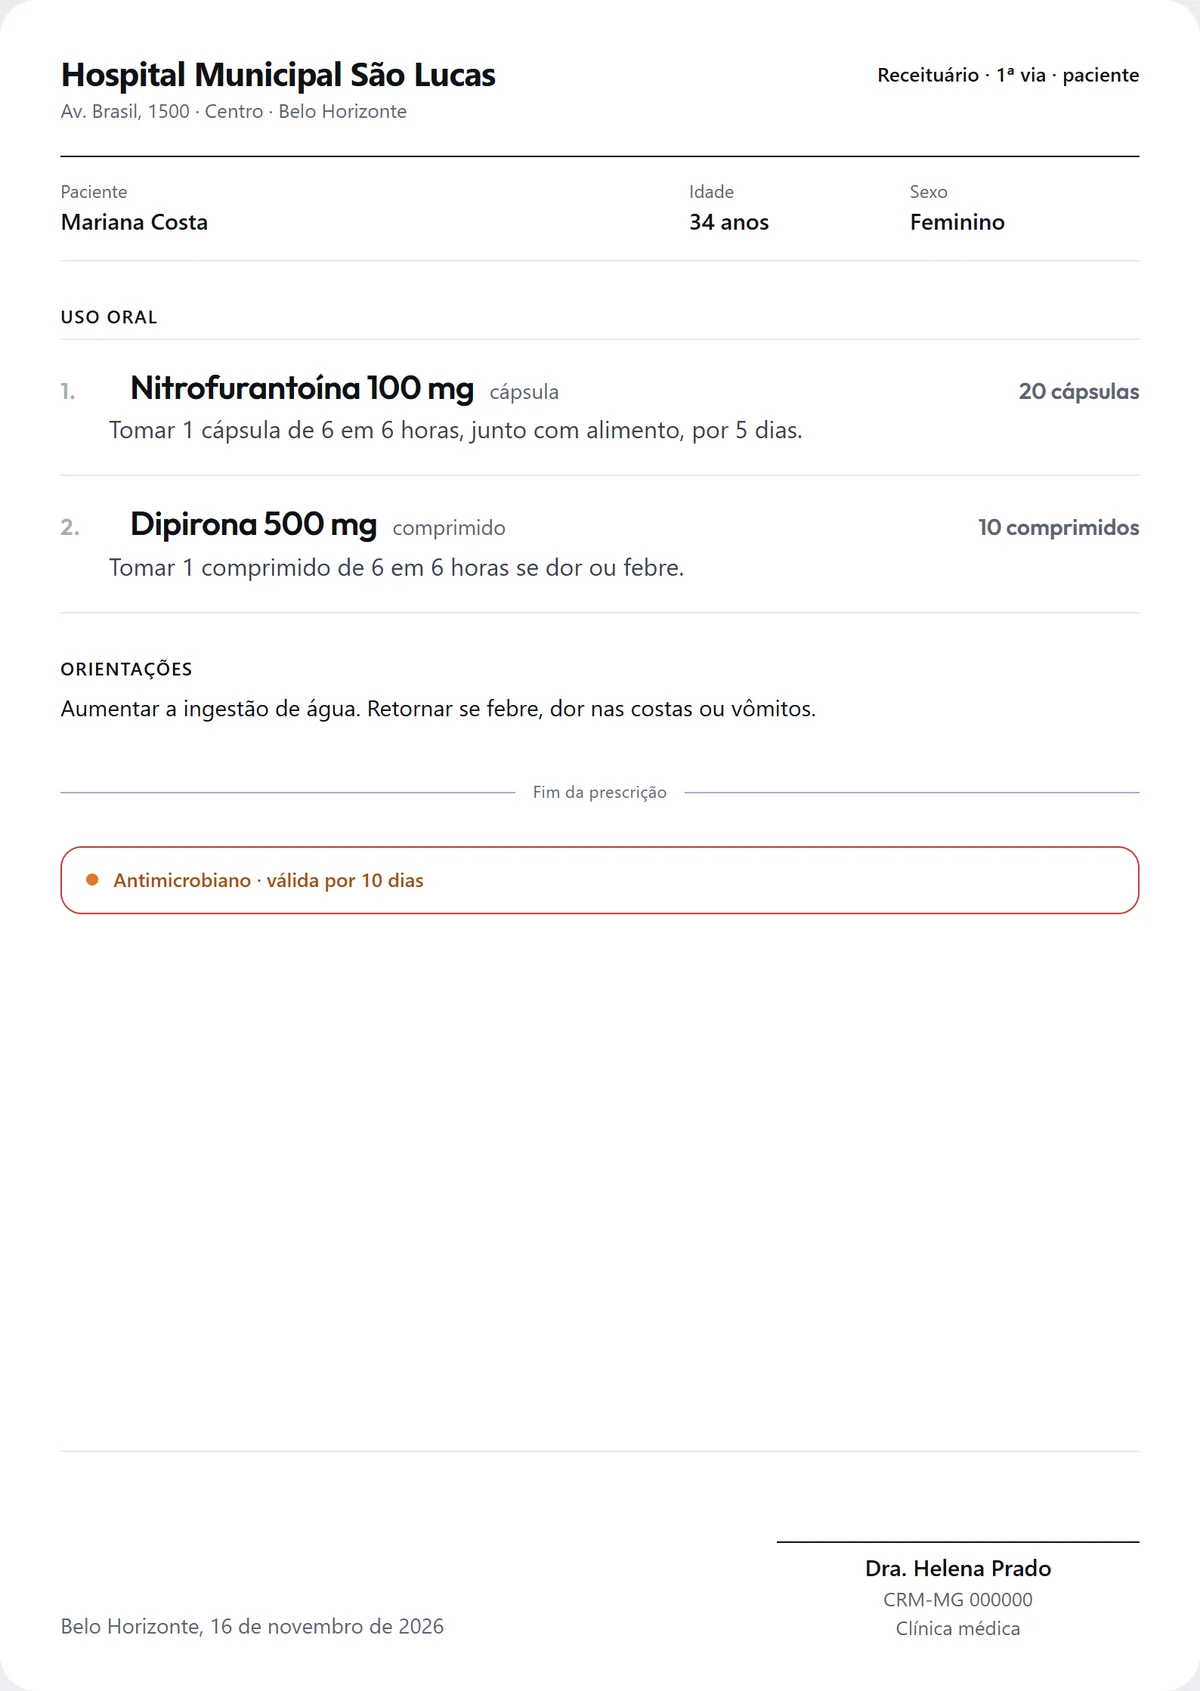 Hospital Municipal São Lucas
Receituário · 1ª via · paciente
Av. Brasil, 1500 · Centro · Belo Horizonte
Paciente
Mariana Costa
Idade
34 anos
Sexo
Feminino
USO ORAL
1. Nitrofurantoína 100 mg cápsula 20 cápsulas
Tomar 1 cápsula de 6 em 6 horas, junto com alimento, por 5 dias.
2. Dipirona 500 mg comprimido 10 comprimidos
Tomar 1 comprimido de 6 em 6 horas se dor ou febre.
ORIENTAÇÕES
Aumentar a ingestão de água. Retornar se febre, dor nas costas ou vômitos.
Fim da prescrição
Antimicrobiano · válida por 10 dias
Dra. Helena Prado
CRM-MG 000000
Clínica médica
Belo Horizonte, 16 de novembro de 2026